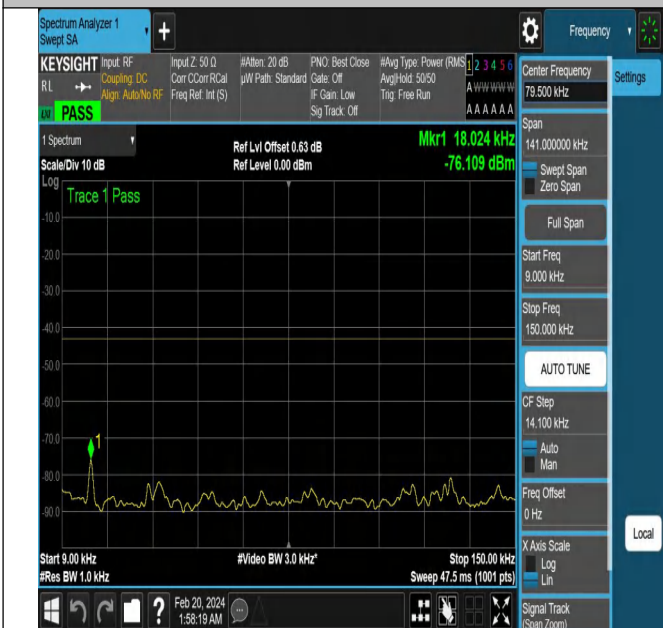 Spectrum Analyzer 1
Swept SA
+
Frequency
KEYSIGHT
RL
Input: RF
Coupling: DC
Align: Auto/No RF
Input Z: 50 Ω
Corr CCorr RCal
Freq Ref: Int (S)
#Atten: 20 dB
µW Path: Standard
PNO: Best Close
Gate: Off
IF Gain: Low
Sig Track: Off
#Avg Type: Power (RMS
Avg|Hold: 50/50
Trig: Free Run
1 2 3 4 5 6
A W W W W W
A A A A A A
PASS
1 Spectrum
Scale/Div 10 dB
Ref Lvl Offset 0.63 dB
Ref Level 0.00 dBm
Mkr1 18.024 kHz
-76.109 dBm
Log
Trace 1 Pass
-10.0
-20.0
-30.0
-40.0
-50.0
-60.0
-70.0
-80.0
-90.0
1
Start 9.00 kHz
#Res BW 1.0 kHz
#Video BW 3.0 kHz*
Stop 150.00 kHz
Sweep 47.5 ms (1001 pts)
Feb 20, 2024
1:58:19 AM
?
Center Frequency
79.500 kHz
Settings
Span
141.000000 kHz
Swept Span
Zero Span
Full Span
Start Freq
9.000 kHz
Stop Freq
150.000 kHz
AUTO TUNE
CF Step
14.100 kHz
Auto
Man
Freq Offset
0 Hz
X Axis Scale
Log
Lin
Local
Signal Track
(Span Zoom)